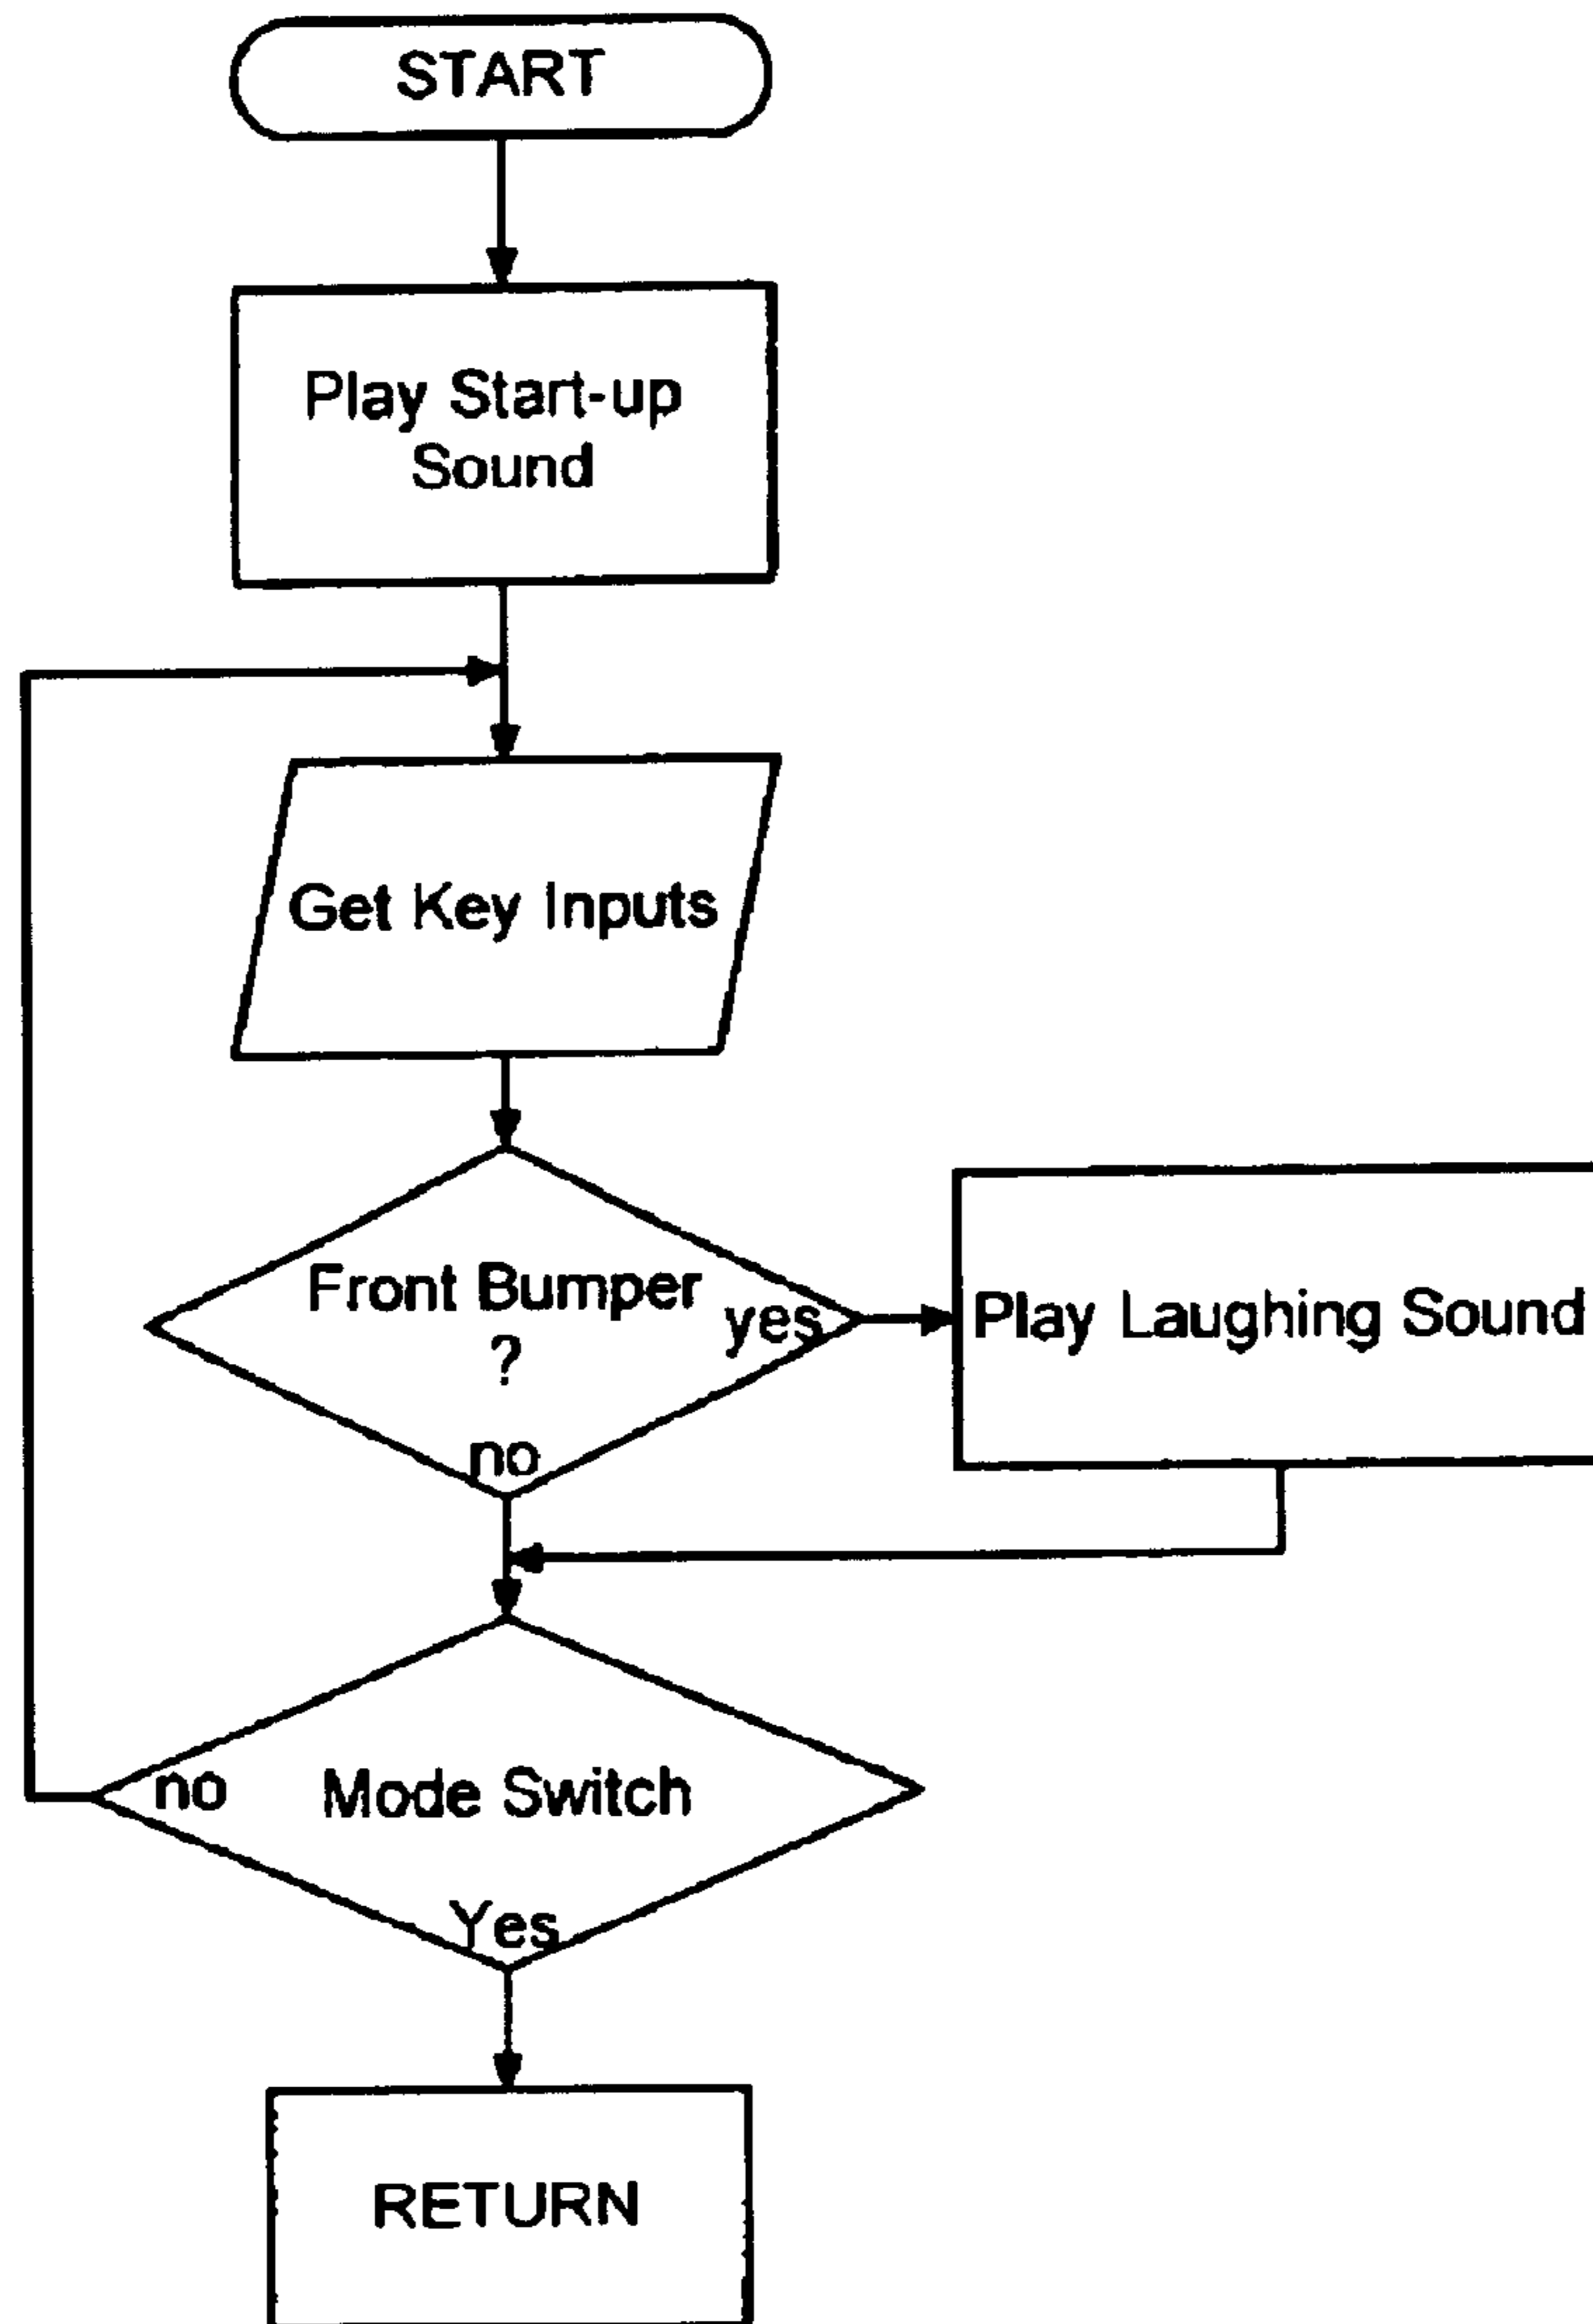 START
Play Start-up
Sound
Get Key Inputs
Front Bumper
?
yes
no
Play Laughing Sound
no
Mode Switch
Yes
RETURN